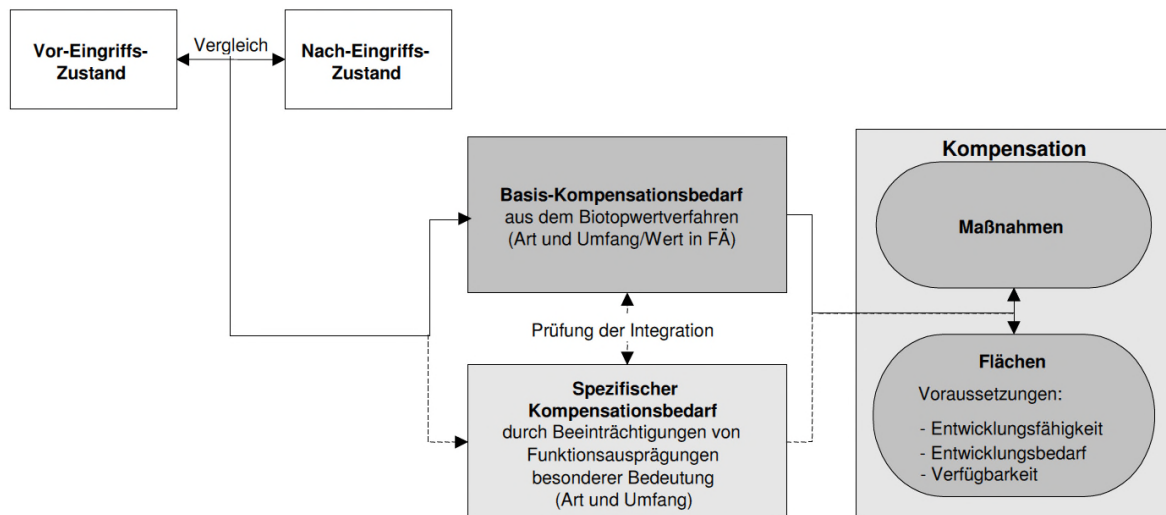 Vor-Eingriffs-
Zustand
Vergleich
Nach-Eingriffs-
Zustand
Basis-Kompensationsbedarf
aus dem Biotopwertverfahren
(Art und Umfang/Wert in FÄ)
Prüfung der Integration
Spezifischer
Kompensationsbedarf
durch Beeinträchtigungen von
Funktionsausprägungen
besonderer Bedeutung
(Art und Umfang)
Kompensation
Maßnahmen
Flächen
Voraussetzungen:
- Entwicklungsfähigkeit
- Entwicklungsbedarf
- Verfügbarkeit